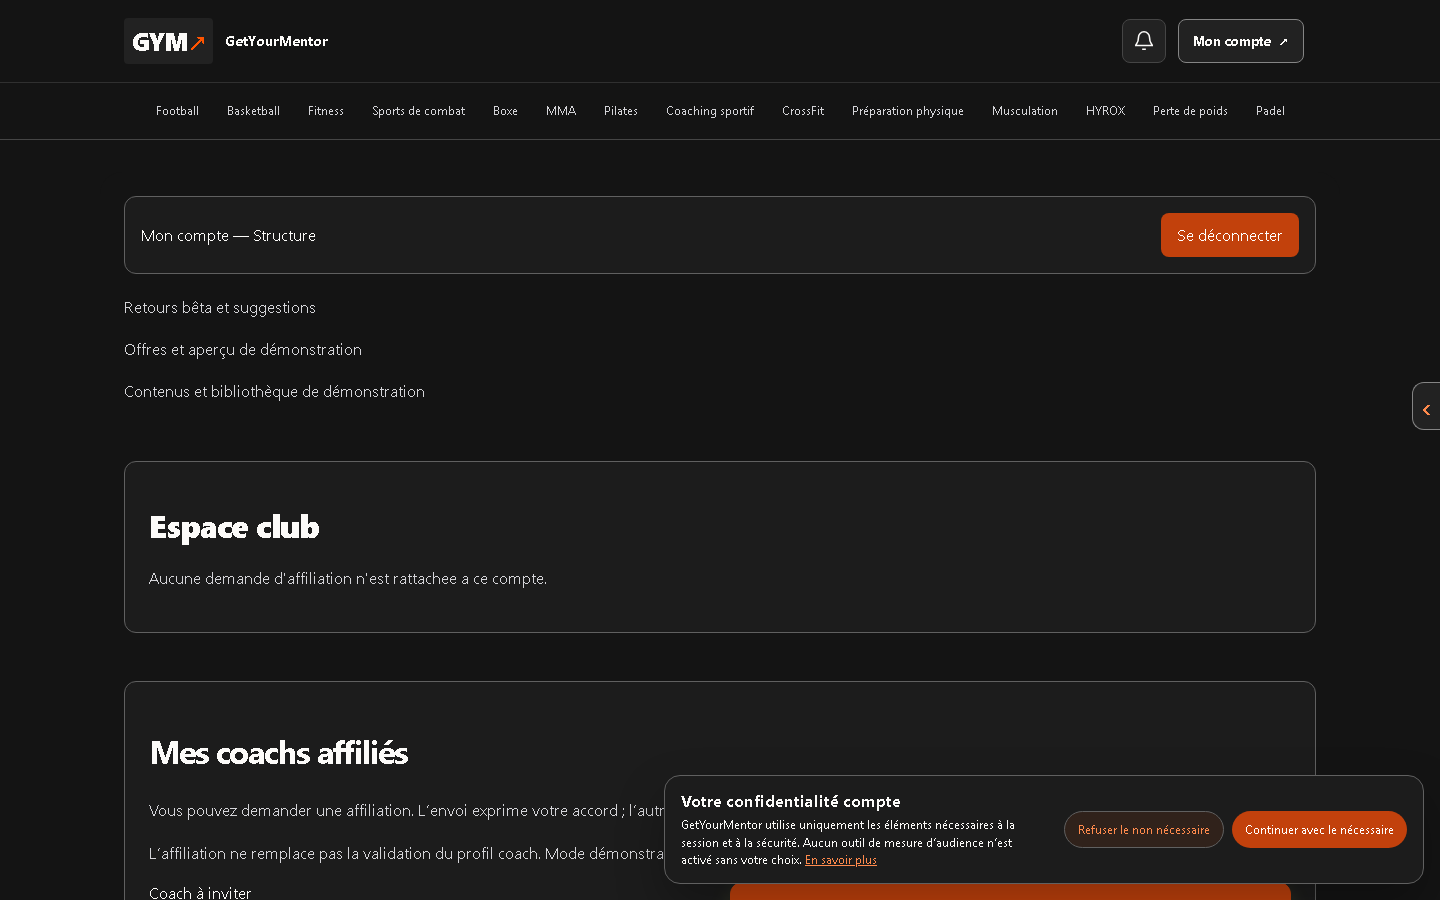 GYM↗ GetYourMentor
Mon compte ↗
Football Basketball Fitness Sports de combat Boxe MMA Pilates Coaching sportif CrossFit Préparation physique Musculation HYROX Perte de poids Padel
Mon compte — Structure
Se déconnecter
Retours bêta et suggestions
Offres et aperçu de démonstration
Contenus et bibliothèque de démonstration
Espace club
Aucune demande d'affiliation n'est rattachee a ce compte.
Mes coachs affiliés
Vous pouvez demander une affiliation. L'envoi exprime votre accord ; l'autr
L'affiliation ne remplace pas la validation du profil coach. Mode démonstra
Coach à inviter
Votre confidentialité compte
GetYourMentor utilise uniquement les éléments nécessaires à la
session et à la sécurité. Aucun outil de mesure d'audience n'est
activé sans votre choix. En savoir plus
Refuser le non nécessaire
Continuer avec le nécessaire